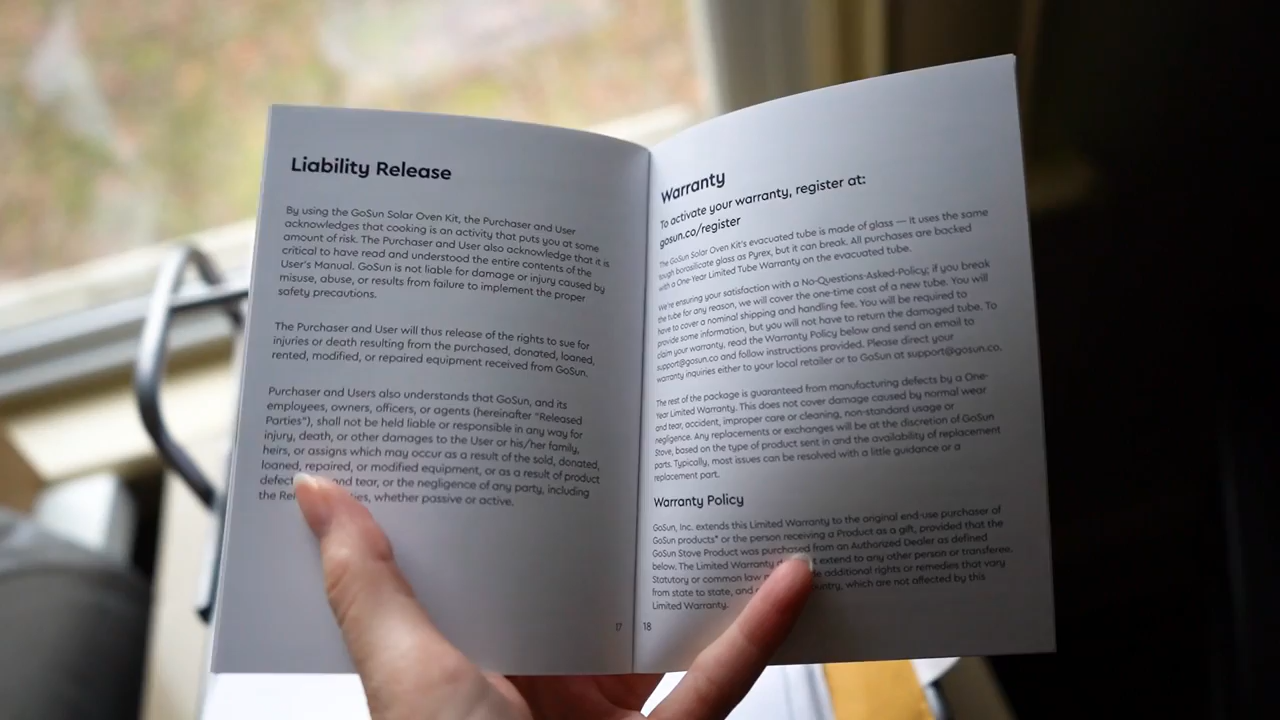 Liability Release
By using the GoSun Solar Oven Kit, the Purchaser and User
acknowledges that cooking is an activity that puts you at some
amount of risk. The Purchaser and User also acknowledge that it is
critical to have read and understood the entire contents of the
User's Manual. GoSun is not liable for damage or injury caused by
misuse, abuse, or results from failure to implement the proper
safety precautions.
The Purchaser and User will thus release of the rights to sue for
injuries or death resulting from the purchased, donated, loaned,
rented, modified, or repaired equipment received from GoSun.
Purchaser and Users also understands that GoSun, and its
employees, owners, officers, or agents (hereinafter "Released
Parties"), shall not be held liable or responsible in any way for
injury, death, or other damages to the User or his/her family,
heirs, or assigns which may occur as a result of the sold, donated,
loaned, repaired, or modified equipment, or as a result of product
defect and tear, or the negligence of any party, including
the whether passive or active.
17
Warranty
To activate your warranty, register at:
gosun.co/register
The GoSun Solar Oven Kit's evacuated tube is made of glass — It uses the same
tough borosilicate glass as Pyrex, but it can break. All purchases are backed
with a One-Year Limited Tube Warranty on the evacuated tube.
We're ensuring your satisfaction with a No-Questions-Asked-Policy; if you break
the tube for any reason, we will cover the one-time cost of a new tube. You will
have to cover a nominal shipping and handling fee. You will be required to
provide some information, but you will not have to return the damaged tube. To
claim your warranty, read the Warranty Policy below and send an email to
support@gosun.co and follow instructions provided. Please direct your
warranty inquiries either to your local retailer or to GoSun at support@gosun.co.
The rest of the package is guaranteed from manufacturing defects by a One-
Year Limited Warranty. This does not cover damage caused by normal wear
and tear, accident, improper care or cleaning, non-standard usage or
negligence. Any replacements or exchanges will be at the discretion of GoSun
Stove, based on the type of product sent in and the availability of replacement
parts. Typically, most issues can be resolved with a little guidance or a
replacement part.
Warranty Policy
GoSun, Inc. extends this Limited Warranty to the original end-use purchaser of
GoSun products* or the person receiving a Product as a gift, provided that the
GoSun Stove Product was purchased from an Authorized Dealer as defined
below. The Limited Warranty extend to any other person or transferee.
Statutory or common law additional rights or remedies that vary
from state to state, and which are not affected by this
Limited Warranty.
18